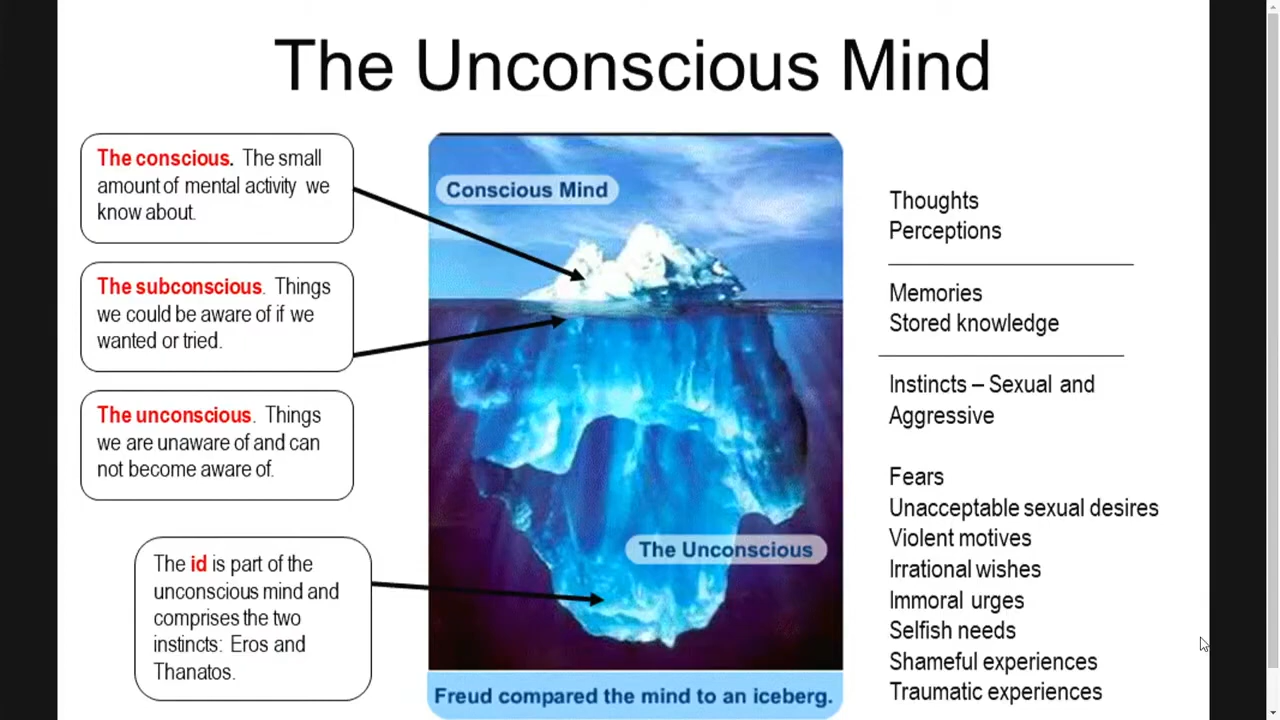 The Unconscious Mind
The conscious. The small
amount of mental activity we
know about.
The subconscious. Things
we could be aware of if we
wanted or tried.
The unconscious. Things
we are unaware of and can
not become aware of.
The id is part of the
unconscious mind and
comprises the two
instincts: Eros and
Thanatos.
Conscious Mind
The Unconscious
Freud compared the mind to an iceberg.
Thoughts
Perceptions
Memories
Stored knowledge
Instincts – Sexual and
Aggressive
Fears
Unacceptable sexual desires
Violent motives
Irrational wishes
Immoral urges
Selfish needs
Shameful experiences
Traumatic experiences